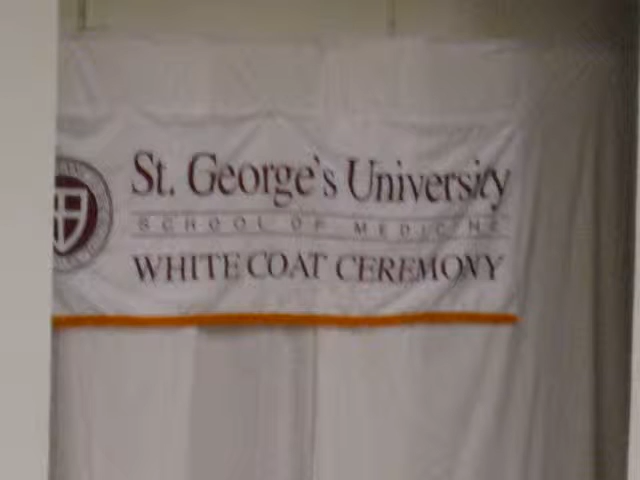 St. George's University
SCHOOL OF MEDICINE
WHITE COAT CEREMONY